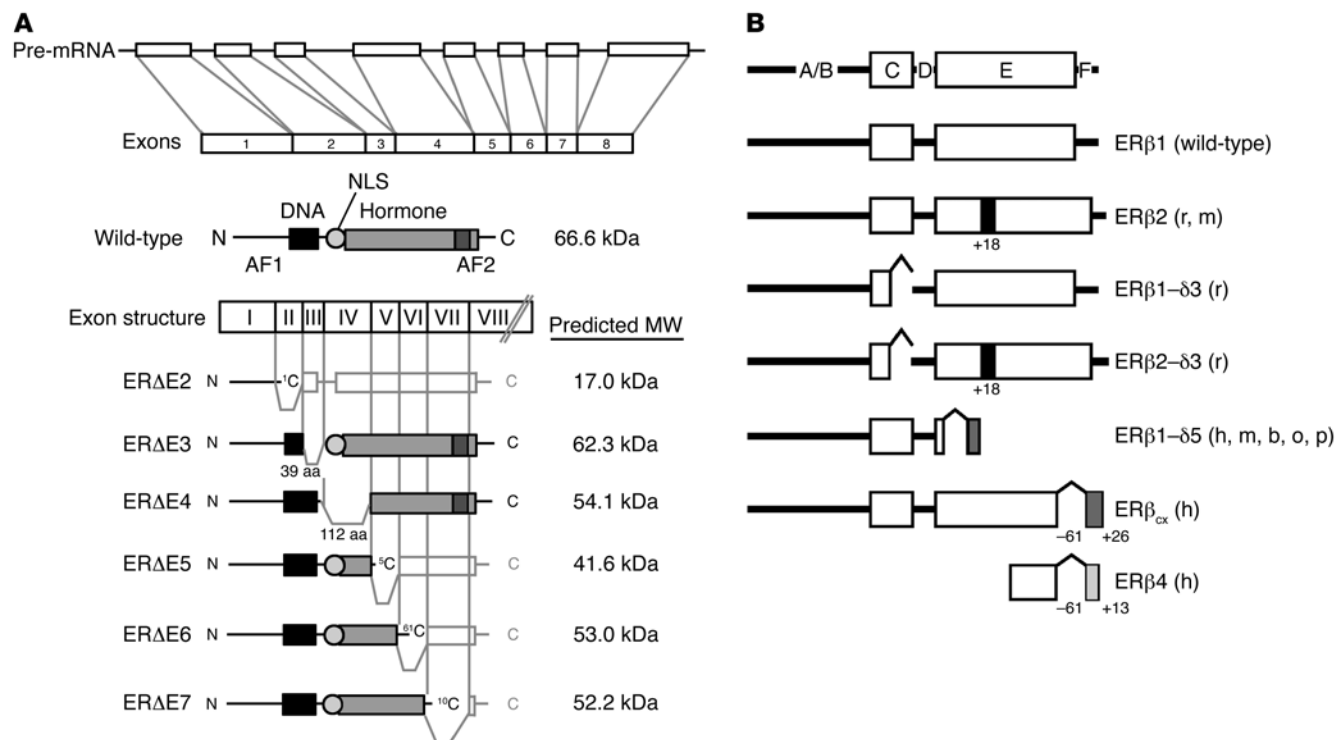 A
Pre-mRNA
Exons 1 2 3 4 5 6 7 8
NLS
DNA Hormone
Wild-type N C 66.6 kDa
AF1 AF2
Exon structure I II III IV V VI VII VIII
Predicted MW
ERΔE2 N ¹C C 17.0 kDa
ERΔE3 N C 62.3 kDa
39 aa
ERΔE4 N C 54.1 kDa
112 aa
ERΔE5 N ⁵C C 41.6 kDa
ERΔE6 N ⁶¹C C 53.0 kDa
ERΔE7 N ¹⁰C C 52.2 kDa
B
A/B C D E F
ERβ1 (wild-type)
ERβ2 (r, m)
+18
ERβ1–δ3 (r)
ERβ2–δ3 (r)
+18
ERβ1–δ5 (h, m, b, o, p)
ERβcx (h)
–61 +26
ERβ4 (h)
–61 +13